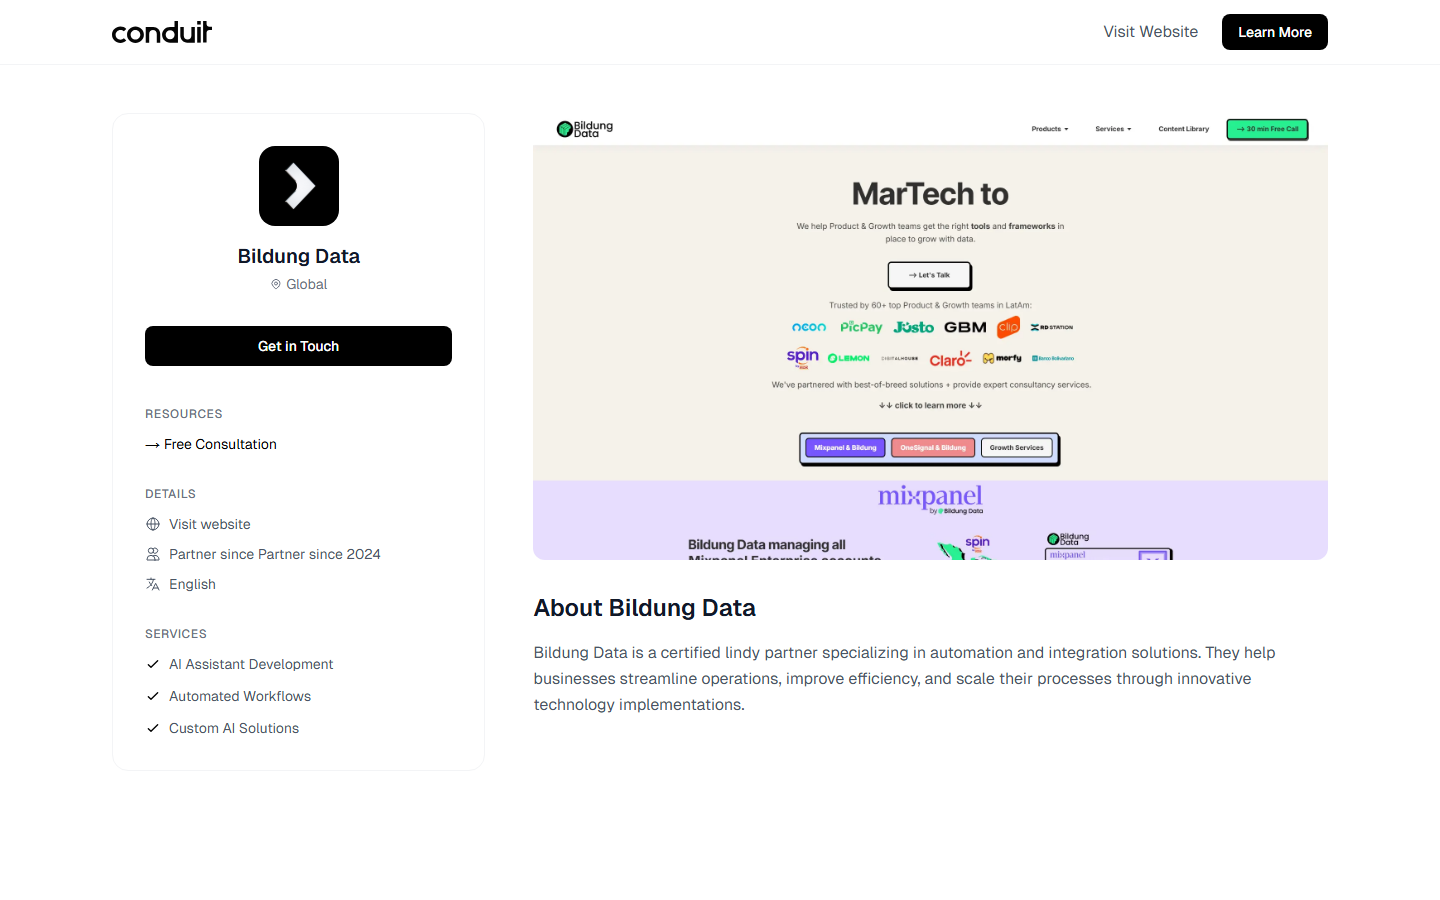 conduit
Visit Website
Learn More
Bildung Data
Global
Get in Touch
RESOURCES
→ Free Consultation
DETAILS
Visit website
Partner since Partner since 2024
English
SERVICES
AI Assistant Development
Automated Workflows
Custom AI Solutions
Bildung
Data
Products
Services
Content Library
→ 30 min Free Call
MarTech to
We help Product & Growth teams get the right tools and frameworks in
place to grow with data.
→ Let's Talk
Trusted by 60+ top Product & Growth teams in LatAm:
neon PicPay Justo GBM clip RD STATION
spin LEMON DIGITALHOUSE Claro morfy
We've partnered with best-of-breed solutions + provide expert consultancy services.
↓↓ click to learn more ↓↓
Mixpanel & Bildung
OneSignal & Bildung
Growth Services
mixpanel
by Bildung Data
Bildung Data managing all
Mixpanel Enterprise accounts
spin
Bildung
Data
mixpanel
About Bildung Data
Bildung Data is a certified lindy partner specializing in automation and integration solutions. They help
businesses streamline operations, improve efficiency, and scale their processes through innovative
technology implementations.